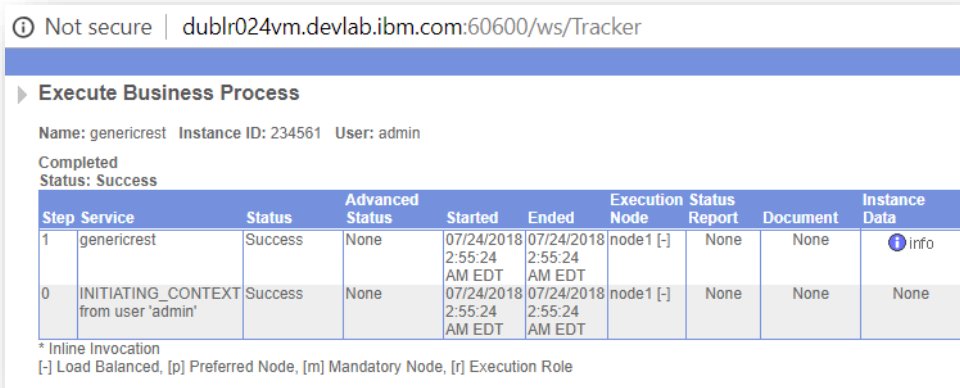 Not secure | dublr024vm.devlab.ibm.com:60600/ws/Tracker
Execute Business Process
Name: genericrest Instance ID: 234561 User: admin
Completed
Status: Success
Step Service Status Advanced Status Started Ended Execution Node Status Report Document Instance Data
1 genericrest Success None 07/24/2018 2:55:24 AM EDT 07/24/2018 2:55:24 AM EDT node1 [-] None None info
0 INITIATING_CONTEXT from user 'admin' Success None 07/24/2018 2:55:24 AM EDT 07/24/2018 2:55:24 AM EDT node1 [-] None None None
* Inline Invocation
[-] Load Balanced, [p] Preferred Node, [m] Mandatory Node, [r] Execution Role